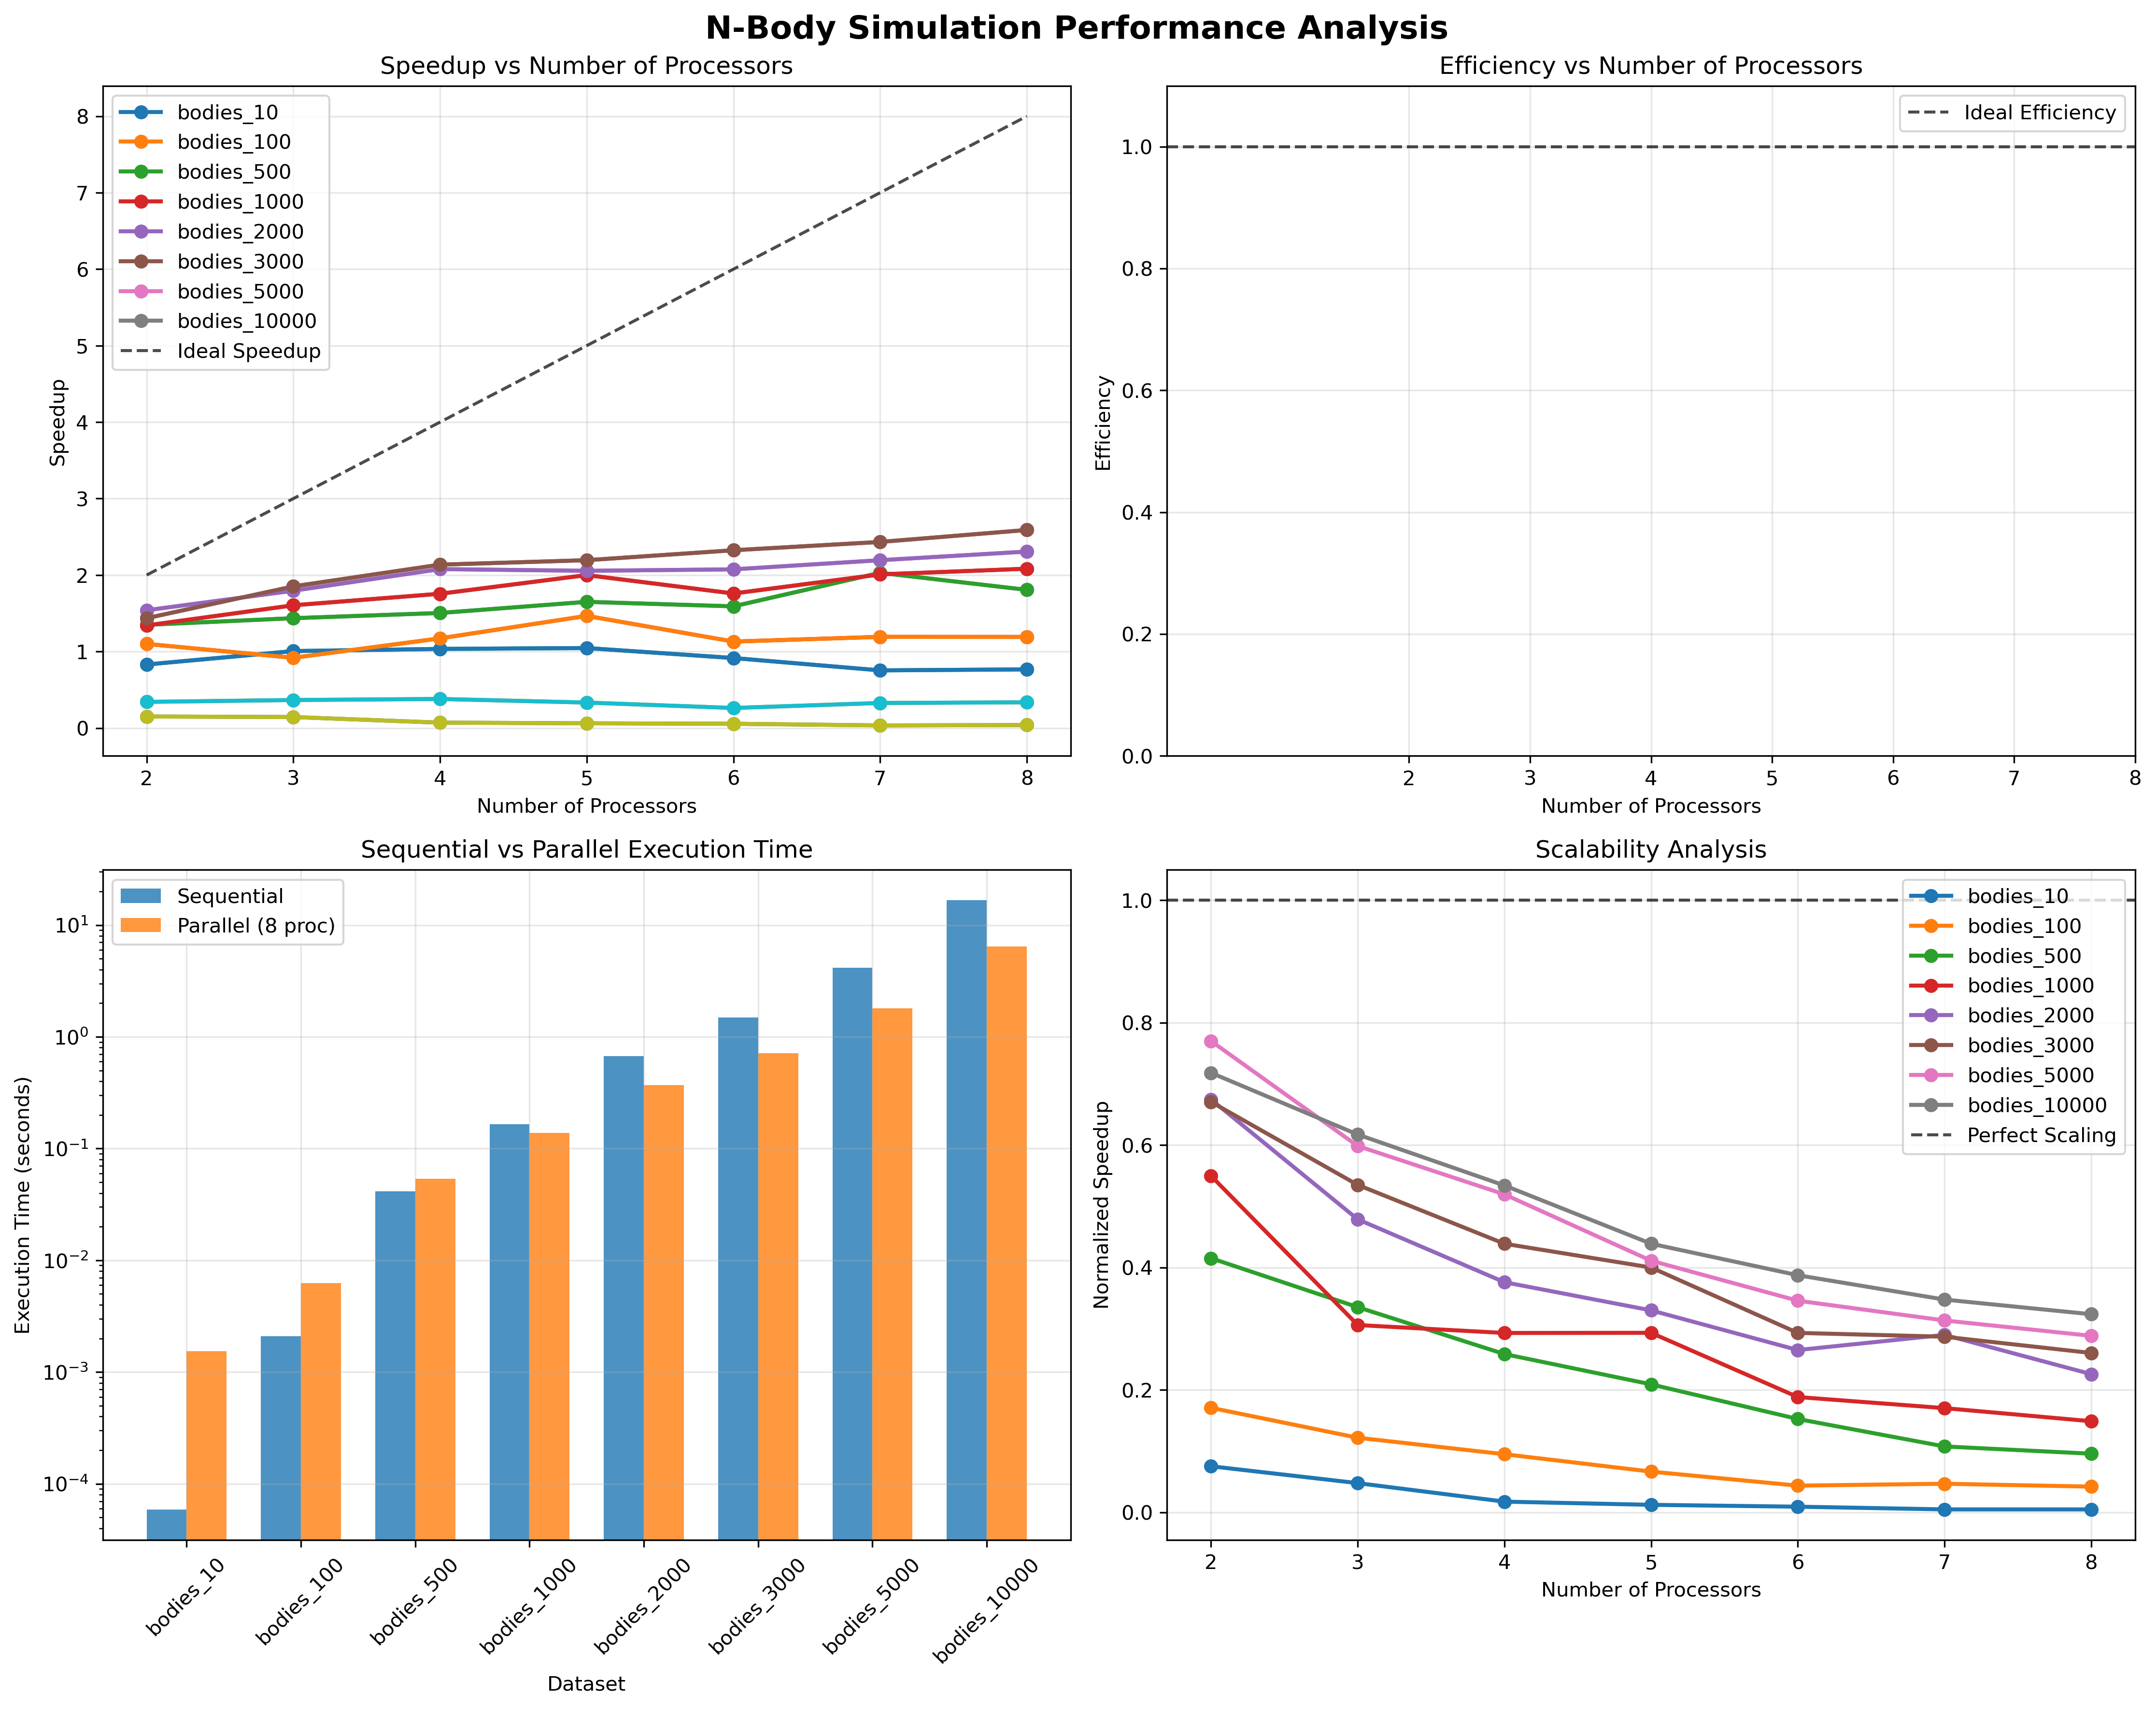 N-Body Simulation Performance Analysis
Speedup vs Number of Processors
8
7
6
5
4
3
2
1
0
Speedup
bodies_10
bodies_100
bodies_500
bodies_1000
bodies_2000
bodies_3000
bodies_5000
bodies_10000
Ideal Speedup
2 3 4 5 6 7 8
Number of Processors
Efficiency vs Number of Processors
1.0
0.8
0.6
0.4
0.2
0.0
Efficiency
Ideal Efficiency
2 3 4 5 6 7 8
Number of Processors
Sequential vs Parallel Execution Time
10¹
10⁰
10⁻¹
10⁻²
10⁻³
10⁻⁴
Execution Time (seconds)
Sequential
Parallel (8 proc)
bodies_10 bodies_100 bodies_500 bodies_1000 bodies_2000 bodies_3000 bodies_5000 bodies_10000
Dataset
Scalability Analysis
1.0
0.8
0.6
0.4
0.2
0.0
Normalized Speedup
bodies_10
bodies_100
bodies_500
bodies_1000
bodies_2000
bodies_3000
bodies_5000
bodies_10000
Perfect Scaling
2 3 4 5 6 7 8
Number of Processors